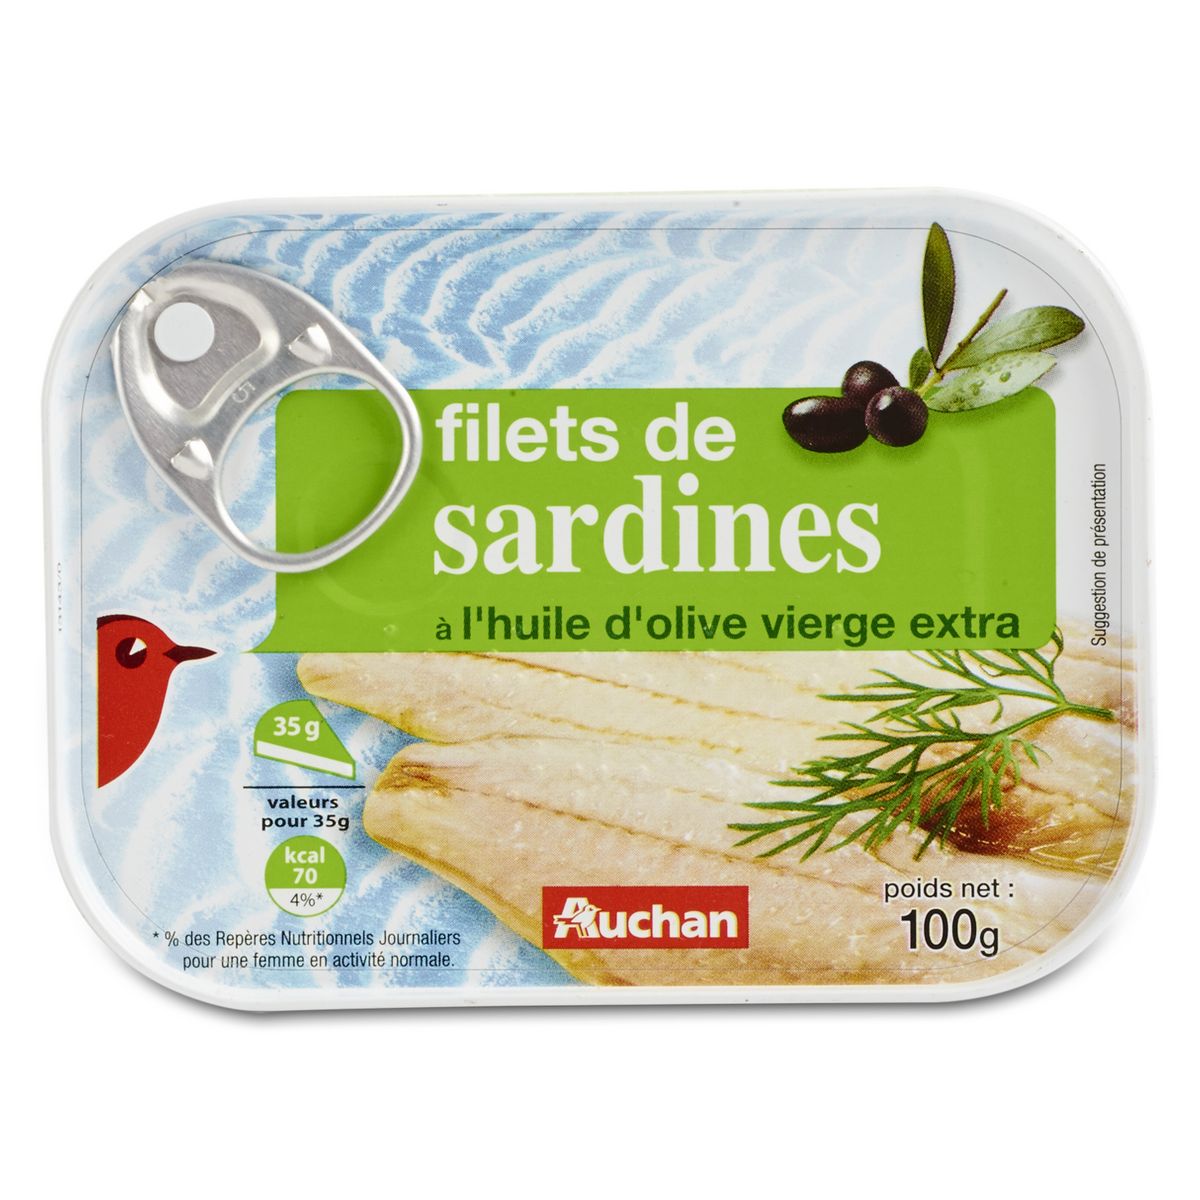 filets de
sardines
à l'huile d'olive vierge extra
Suggestion de présentation
35 g
valeurs
pour 35g
kcal
70
4%*
* % des Repères Nutritionnels Journaliers
pour une femme en activité normale.
Auchan
poids net :
100g